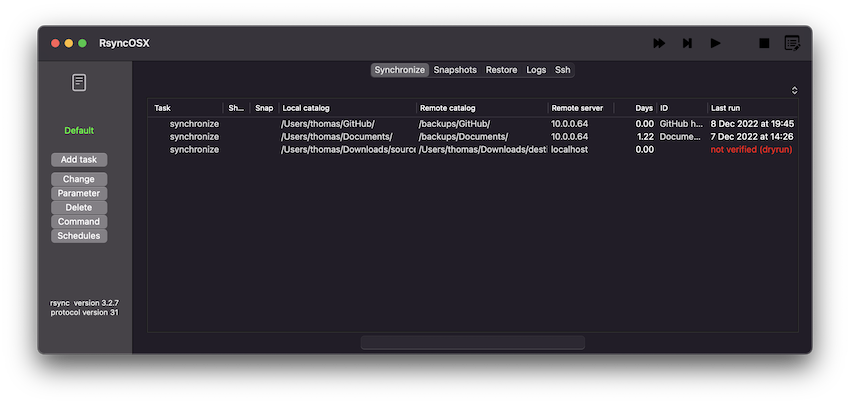 RsyncOSX
Synchronize Snapshots Restore Logs Ssh
Default
Add task
Change
Parameter
Delete
Command
Schedules
rsync version 3.2.7
protocol version 31
Task Sh... Snap Local catalog Remote catalog Remote server Days ID Last run
synchronize /Users/thomas/GitHub/ /backups/GitHub/ 10.0.0.64 0.00 GitHub h... 8 Dec 2022 at 19:45
synchronize /Users/thomas/Documents/ /backups/Documents/ 10.0.0.64 1.22 Docume... 7 Dec 2022 at 14:26
synchronize /Users/thomas/Downloads/source /Users/thomas/Downloads/desti localhost 0.00 not verified (dryrun)